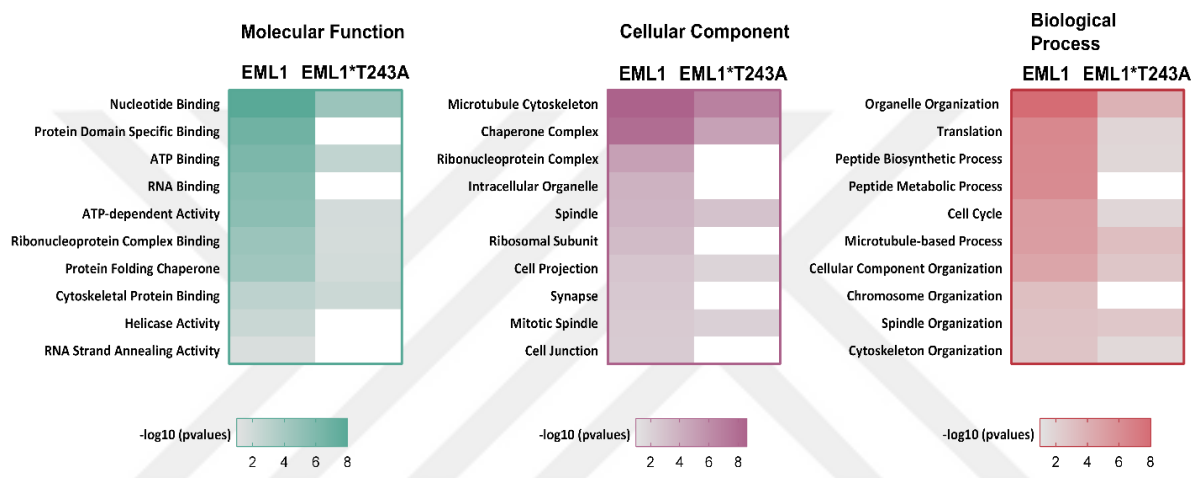 Molecular Function
EML1 EML1*T243A
Nucleotide Binding
Protein Domain Specific Binding
ATP Binding
RNA Binding
ATP-dependent Activity
Ribonucleoprotein Complex Binding
Protein Folding Chaperone
Cytoskeletal Protein Binding
Helicase Activity
RNA Strand Annealing Activity
-log10 (pvalues)
2 4 6 8
Cellular Component
EML1 EML1*T243A
Microtubule Cytoskeleton
Chaperone Complex
Ribonucleoprotein Complex
Intracellular Organelle
Spindle
Ribosomal Subunit
Cell Projection
Synapse
Mitotic Spindle
Cell Junction
-log10 (pvalues)
2 4 6 8
Biological
Process
EML1 EML1*T243A
Organelle Organization
Translation
Peptide Biosynthetic Process
Peptide Metabolic Process
Cell Cycle
Microtubule-based Process
Cellular Component Organization
Chromosome Organization
Spindle Organization
Cytoskeleton Organization
-log10 (pvalues)
2 4 6 8